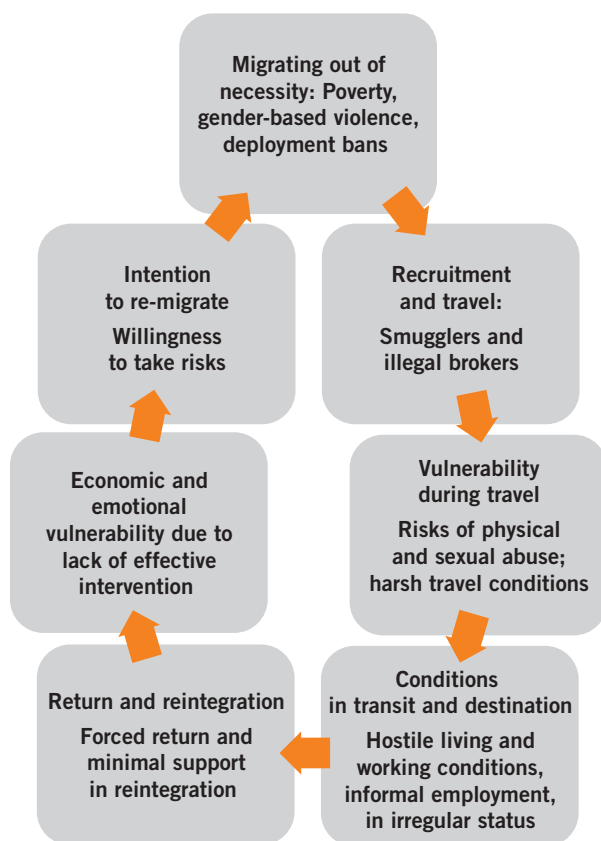 Migrating out of
necessity: Poverty,
gender-based violence,
deployment bans
Recruitment
and travel:
Smugglers and
illegal brokers
Vulnerability
during travel
Risks of physical
and sexual abuse;
harsh travel conditions
Conditions
in transit and destination
Hostile living and
working conditions,
informal employment,
in irregular status
Return and reintegration
Forced return and
minimal support
in reintegration
Economic and
emotional
vulnerability due to
lack of effective
intervention
Intention
to re-migrate
Willingness
to take risks